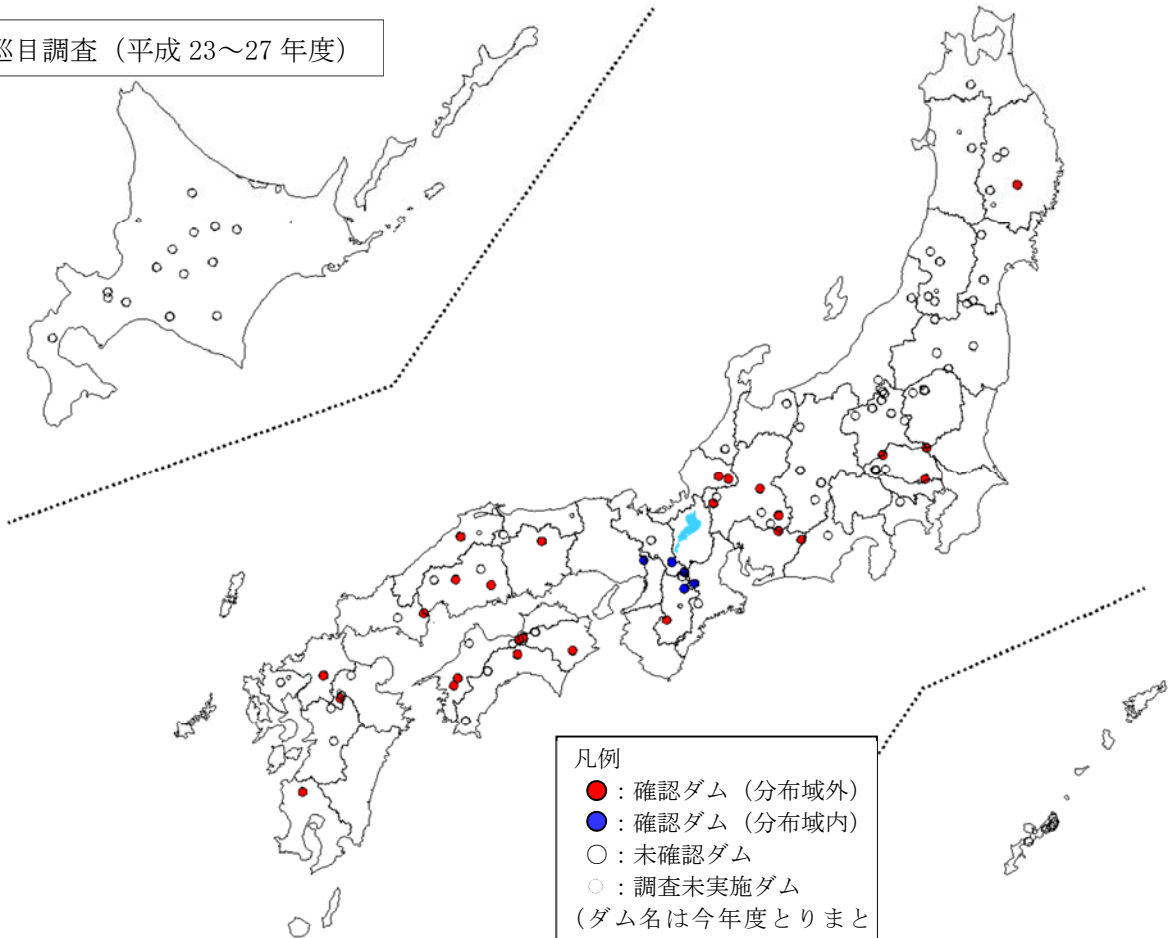 巡目調査（平成 23～27 年度）
凡例
：確認ダム（分布域外）
：確認ダム（分布域内）
：未確認ダム
：調査未実施ダム
（ダム名は今年度とりまと